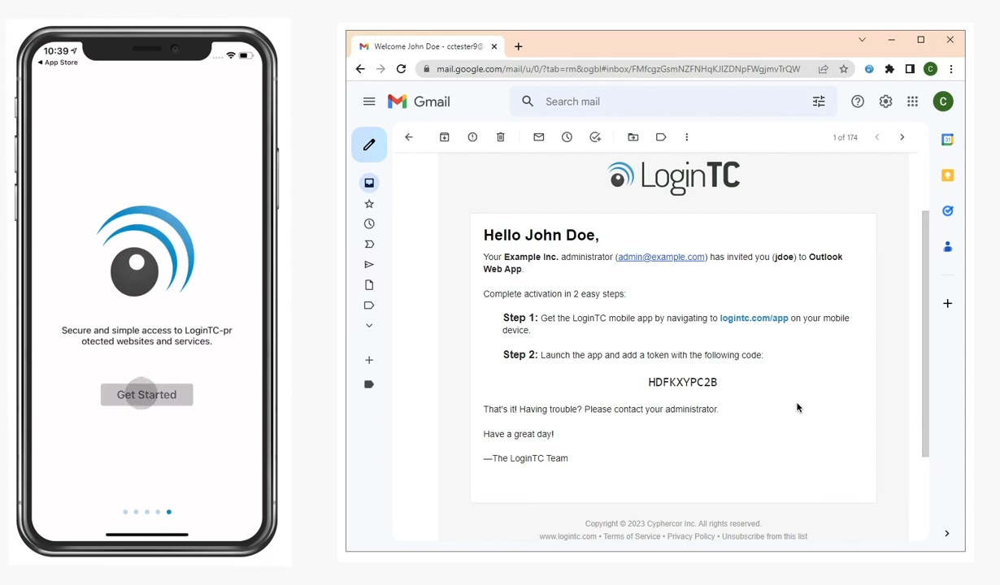 10:39
App Store
Secure and simple access to LoginTC-pr
otected websites and services.
Get Started
Welcome John Doe - cctester9@
mail.google.com/mail/u/0/?tab=rm&ogbl#inbox/FMfcgzGsmNZFNHqKJIZDNpFWgjmvTrQW
C
Gmail
Search mail
C
1 of 174
31
LoginTC
Hello John Doe,
Your Example Inc. administrator (admin@example.com) has invited you (jdoe) to Outlook
Web App.
Complete activation in 2 easy steps:
Step 1: Get the LoginTC mobile app by navigating to logintc.com/app on your mobile
device.
Step 2: Launch the app and add a token with the following code:
HDFKXYPC2B
That's it! Having trouble? Please contact your administrator.
Have a great day!
—The LoginTC Team
Copyright © 2023 Cyphercor Inc. All rights reserved.
www.logintc.com • Terms of Service • Privacy Policy • Unsubscribe from this list